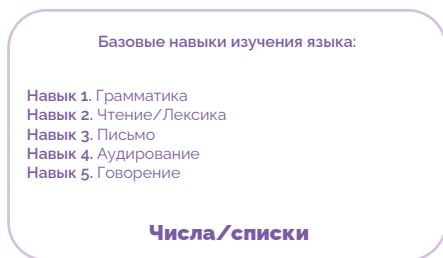 Базовые навыки изучения языка:
Навык 1. Грамматика
Навык 2. Чтение/Лексика
Навык 3. Письмо
Навык 4. Аудирование
Навык 5. Говорение
Числа/списки